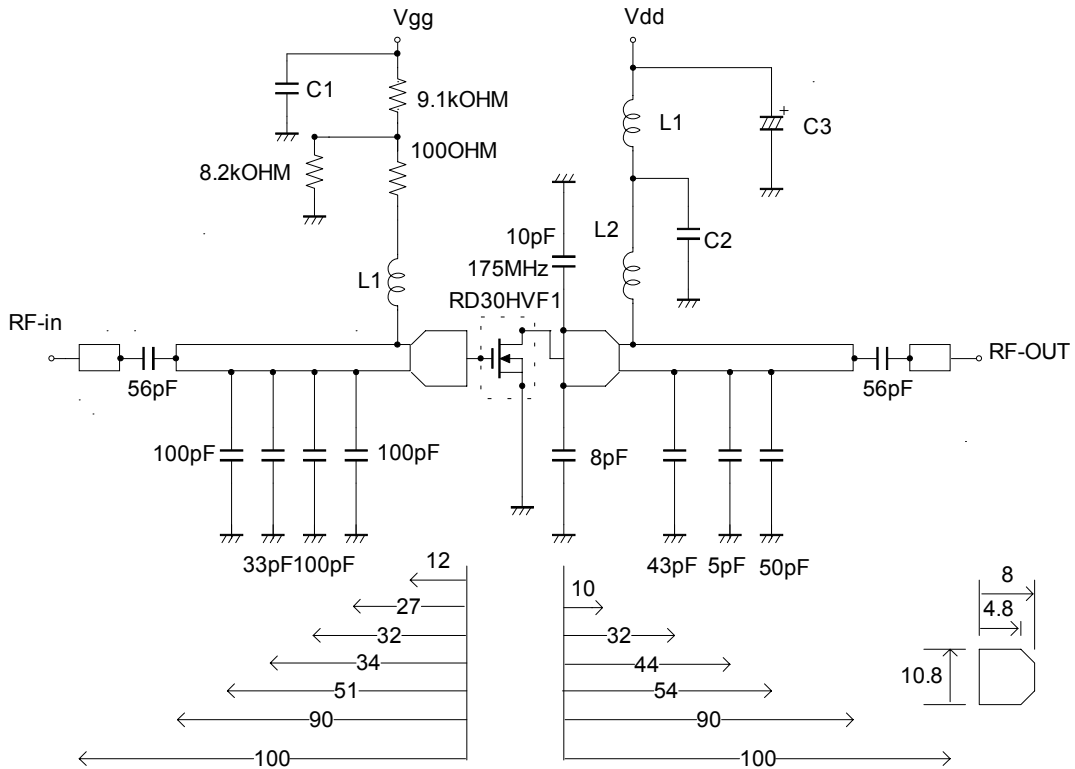 Vgg
Vdd
C1
9.1kOHM
L1
C3
100OHM
8.2kOHM
10pF
L2
C2
175MHz
L1
RD30HVF1
RF-in
RF-OUT
56pF
56pF
100pF
100pF
8pF
33pF100pF
43pF
5pF
50pF
12
10
8
27
4.8
32
32
34
44
10.8
51
54
90
90
100
100
+